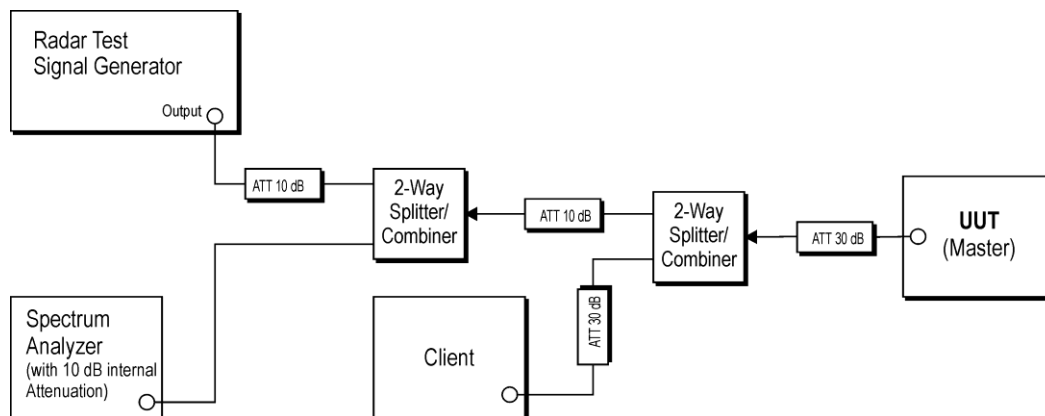 Radar Test
Signal Generator
Output
ATT 10 dB
2-Way
Splitter/
Combiner
ATT 10 dB
2-Way
Splitter/
Combiner
ATT 30 dB
UUT
(Master)
Spectrum
Analyzer
(with 10 dB internal
Attenuation)
Client
ATT 30 dB